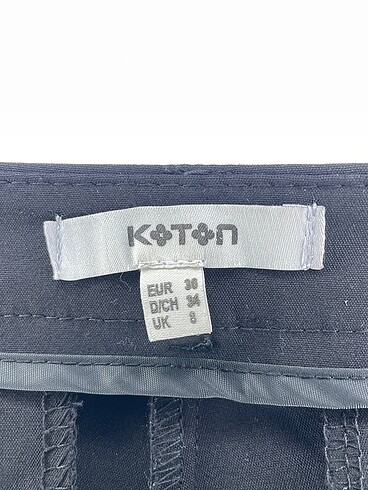 KOTON
EUR 36
D/CH 34
UK 8